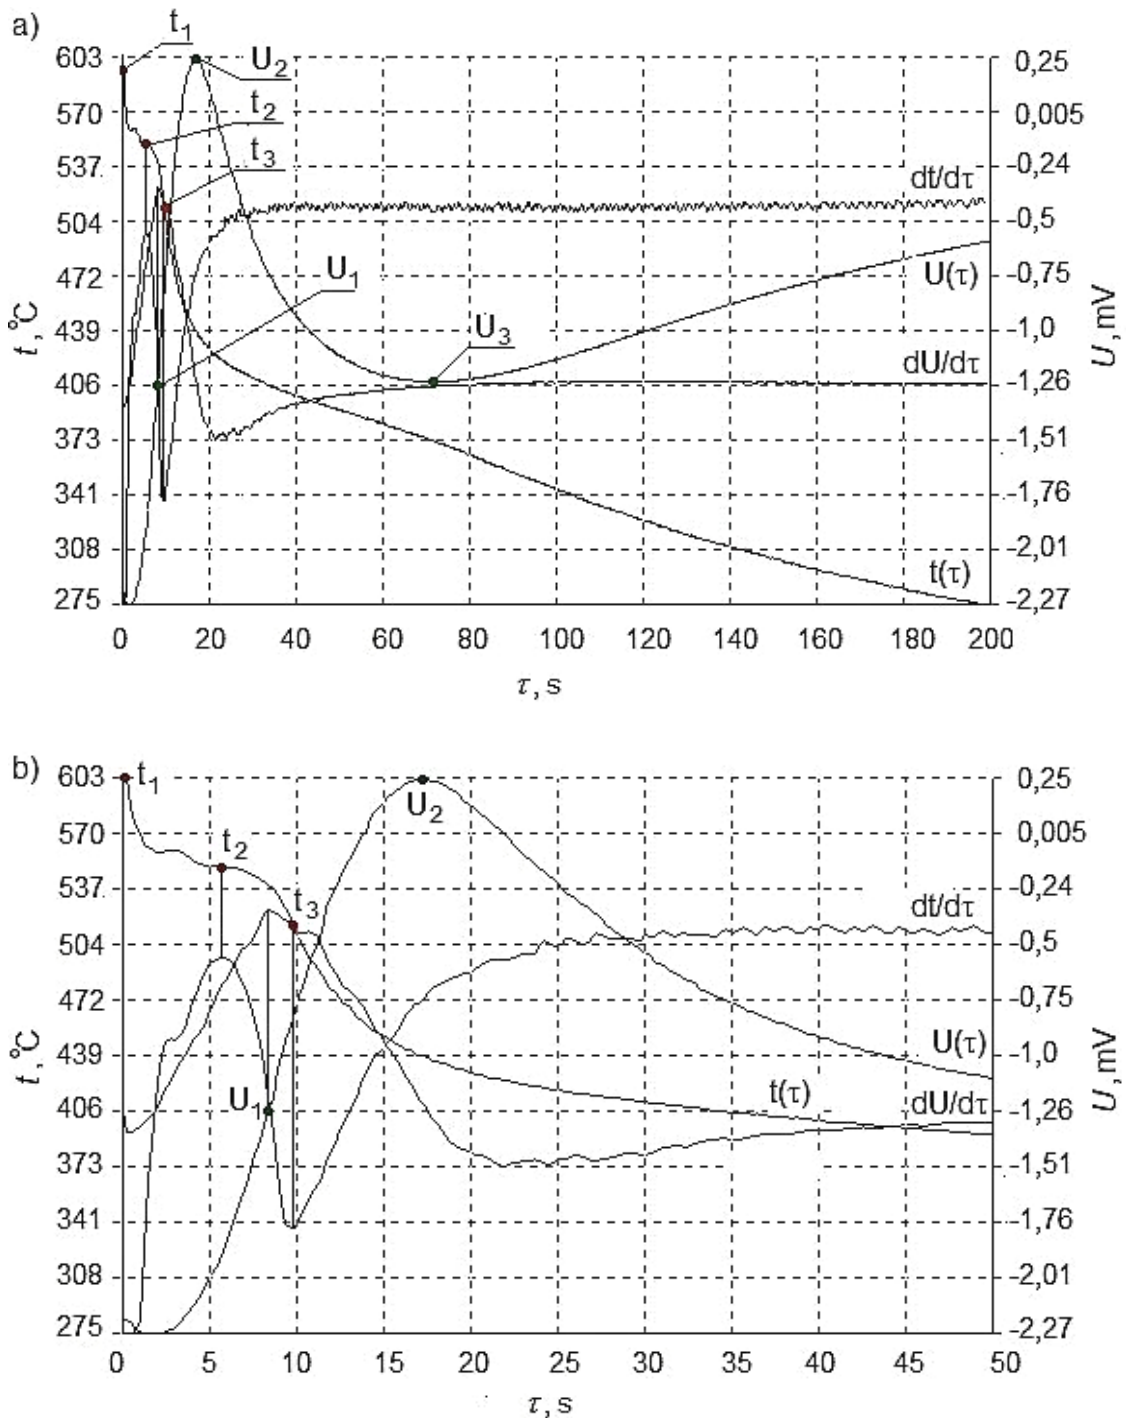 a)
t1
603
U2
0,25
570
t2
0,005
537
t3
-0,24
dt/dτ
504
-0,5
472
U1
U(τ)
-0,75
t,°C
439
U3
-1,0
U,mV
406
dU/dτ
-1,26
373
-1,51
341
-1,76
308
-2,01
t(τ)
275
-2,27
0 20 40 60 80 100 120 140 160 180 200
τ,s
b)
603
t1
0,25
U2
570
t2
0,005
537
-0,24
t3
dt/dτ
504
-0,5
472
-0,75
t,°C
439
U(τ)
-1,0
U,mV
t(τ)
406
U1
dU/dτ
-1,26
373
-1,51
341
-1,76
308
-2,01
275
-2,27
0 5 10 15 20 25 30 35 40 45 50
τ,s